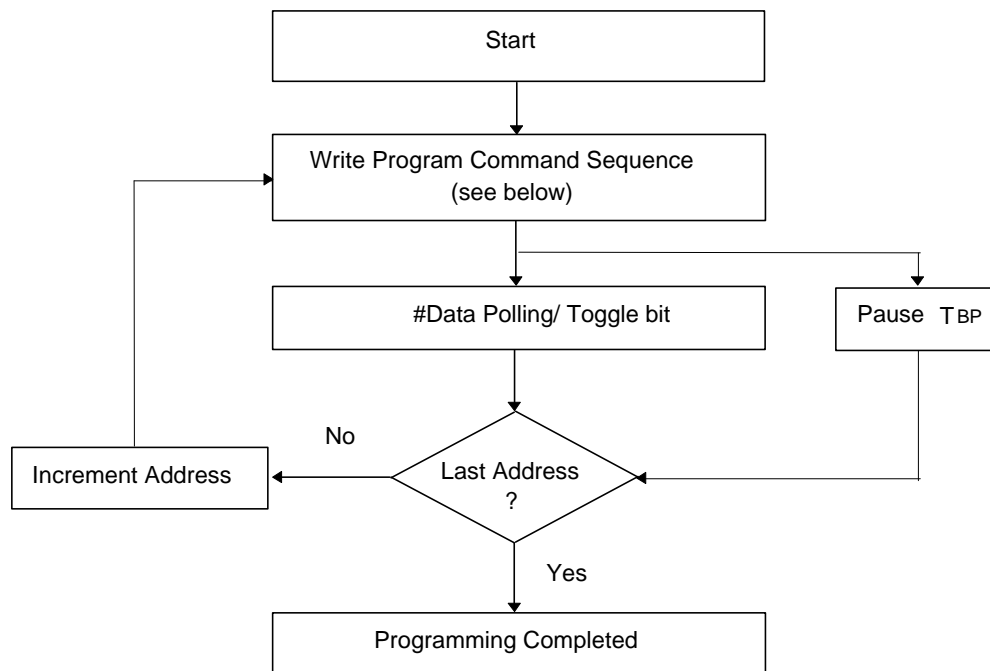 Start
Write Program Command Sequence
(see below)
#Data Polling/ Toggle bit
Pause TBP
No
Increment Address
Last Address
?
Yes
Programming Completed